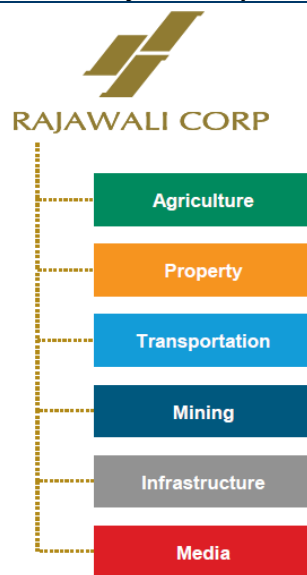 RAJAWALI CORP
Agriculture
Property
Transportation
Mining
Infrastructure
Media